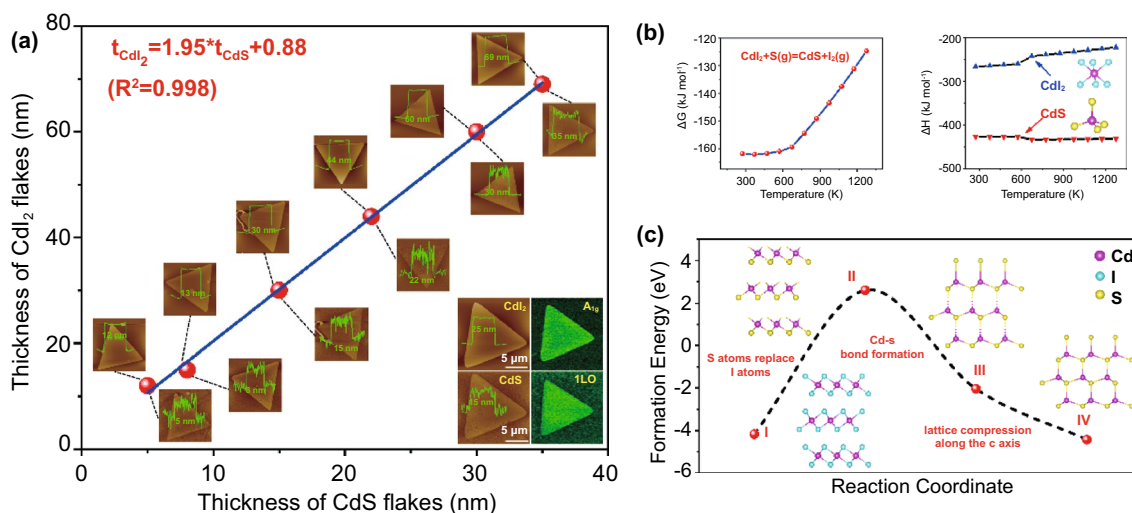 (a)
t_CdI₂=1.95*t_CdS+0.88
(R²=0.998)
Thickness of CdI₂ flakes (nm)
80
60
40
20
0
0 10 20 30 40
Thickness of CdS flakes (nm)
69
35 nm
60 nm
30 nm
44 nm
22 nm
30 nm
15 nm
13 nm
8 nm
12 nm
5 nm
CdI₂
25 nm
5 µm
A₁g
CdS
15 nm
5 µm
1LO
(b)
CdI₂+S(g)=CdS+I₂(g)
ΔG (kJ mol⁻¹)
-120
-130
-140
-150
-160
300 600 900 1200
Temperature (K)
ΔH (kJ mol⁻¹)
-200
-300
-400
-500
CdI₂
CdS
300 600 900 1200
Temperature (K)
(c)
Formation Energy (eV)
6
4
2
0
-2
-4
-6
Cd
I
S
II
Cd-s
bond formation
S atoms replace
I atoms
III
I
lattice compression
along the c axis
IV
Reaction Coordinate